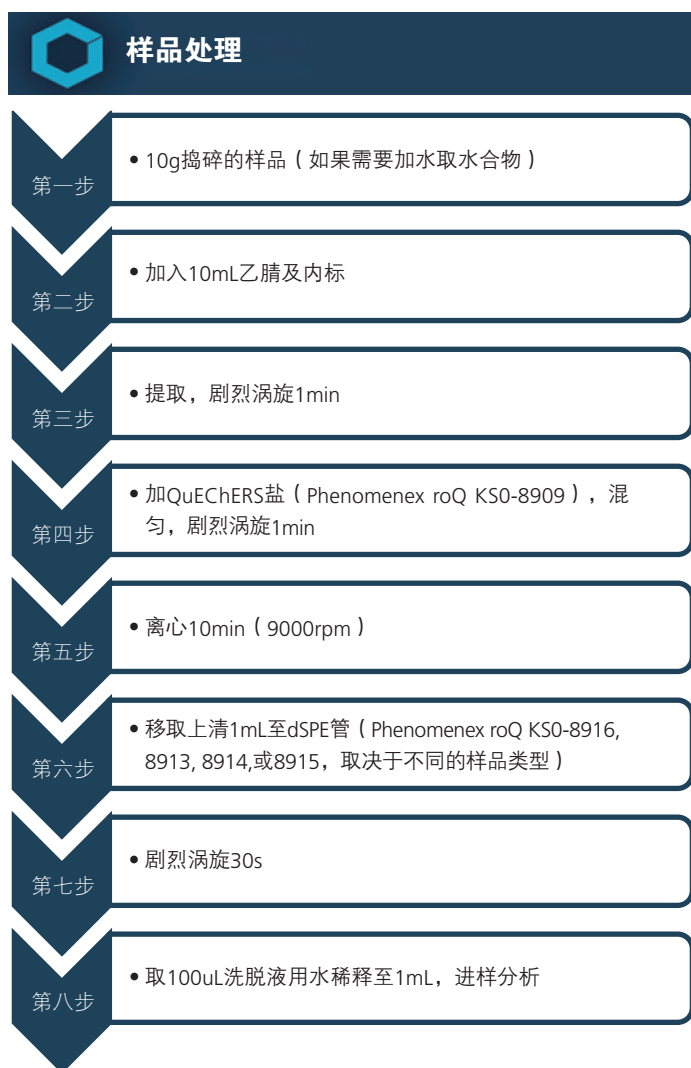 样品处理
第一步
• 10g捣碎的样品（如果需要加水取水合物）
第二步
• 加入10mL乙腈及内标
第三步
• 提取，剧烈涡旋1min
第四步
• 加QuEChERS盐（Phenomenex roQ KS0-8909），混
匀，剧烈涡旋1min
第五步
• 离心10min（9000rpm）
第六步
• 移取上清1mL至dSPE管（Phenomenex roQ KS0-8916,
8913, 8914,或8915，取决于不同的样品类型）
第七步
• 剧烈涡旋30s
第八步
• 取100uL洗脱液用水稀释至1mL，进样分析